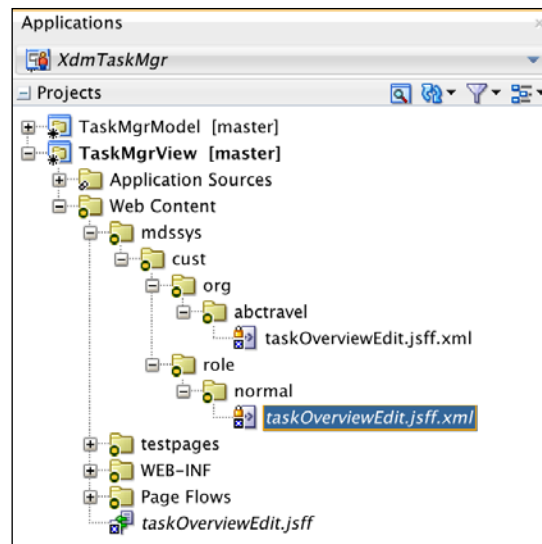 Applications
XdmTaskMgr
Projects
TaskMgrModel [master]
TaskMgrView [master]
Application Sources
Web Content
mdssys
cust
org
abctravel
taskOverviewEdit.jsff.xml
role
normal
taskOverviewEdit.jsff.xml
testpages
WEB-INF
Page Flows
taskOverviewEdit.jsff